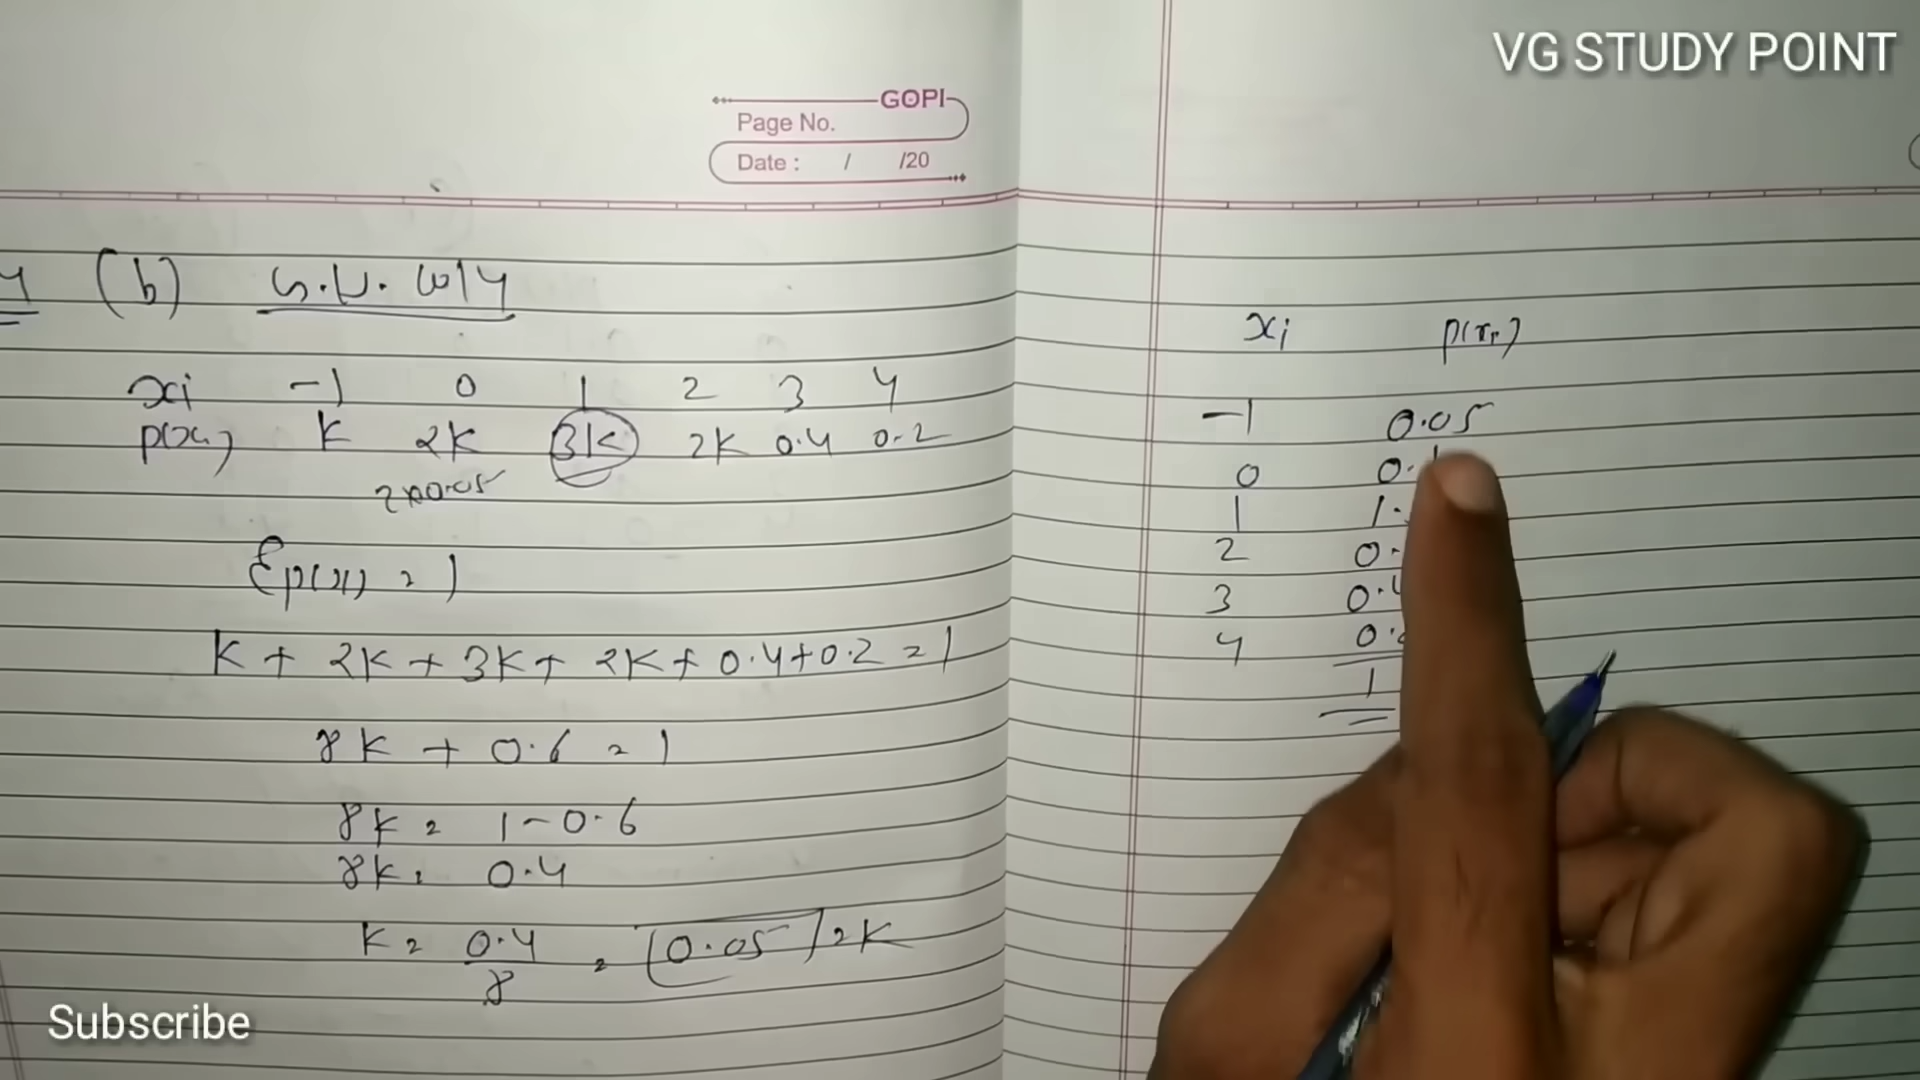 VG STUDY POINT
GOPI
Page No.
Date : / /20
(b)
xi -1 0 1 2 3 4
p(xi) K 2K 3K 2K 0.4 0.2
2×0.05
Σp(x) = 1
K + 2K + 3K + 2K + 0.4 + 0.2 = 1
8K + 0.6 = 1
8K = 1 - 0.6
8K = 0.4
K = 0.4/8 = 0.05 = K
xi p(xi)
-1 0.05
0
1
2
3
4
1
Subscribe